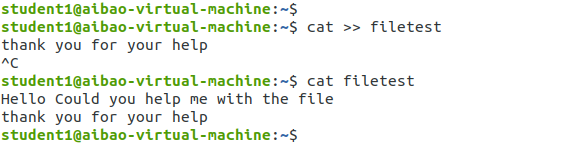 student1@aibao-virtual-machine:~$
student1@aibao-virtual-machine:~$ cat >> filetest
thank you for your help
^C
student1@aibao-virtual-machine:~$ cat filetest
Hello Could you help me with the file
thank you for your help
student1@aibao-virtual-machine:~$